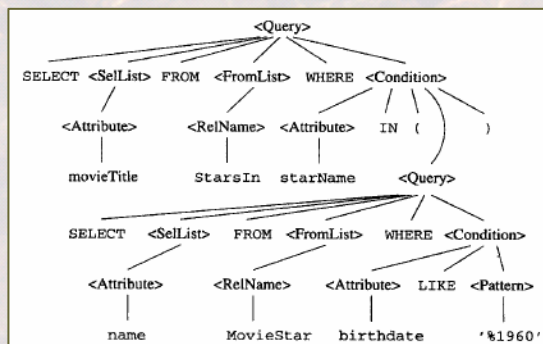 <Query>
SELECT <SelList> FROM <FromList> WHERE <Condition>
<Attribute> <RelName> <Attribute> IN ( )
movieTitle StarsIn starName <Query>
SELECT <SelList> FROM <FromList> WHERE <Condition>
<Attribute> <RelName> <Attribute> LIKE <Pattern>
name MovieStar birthdate '%1960'